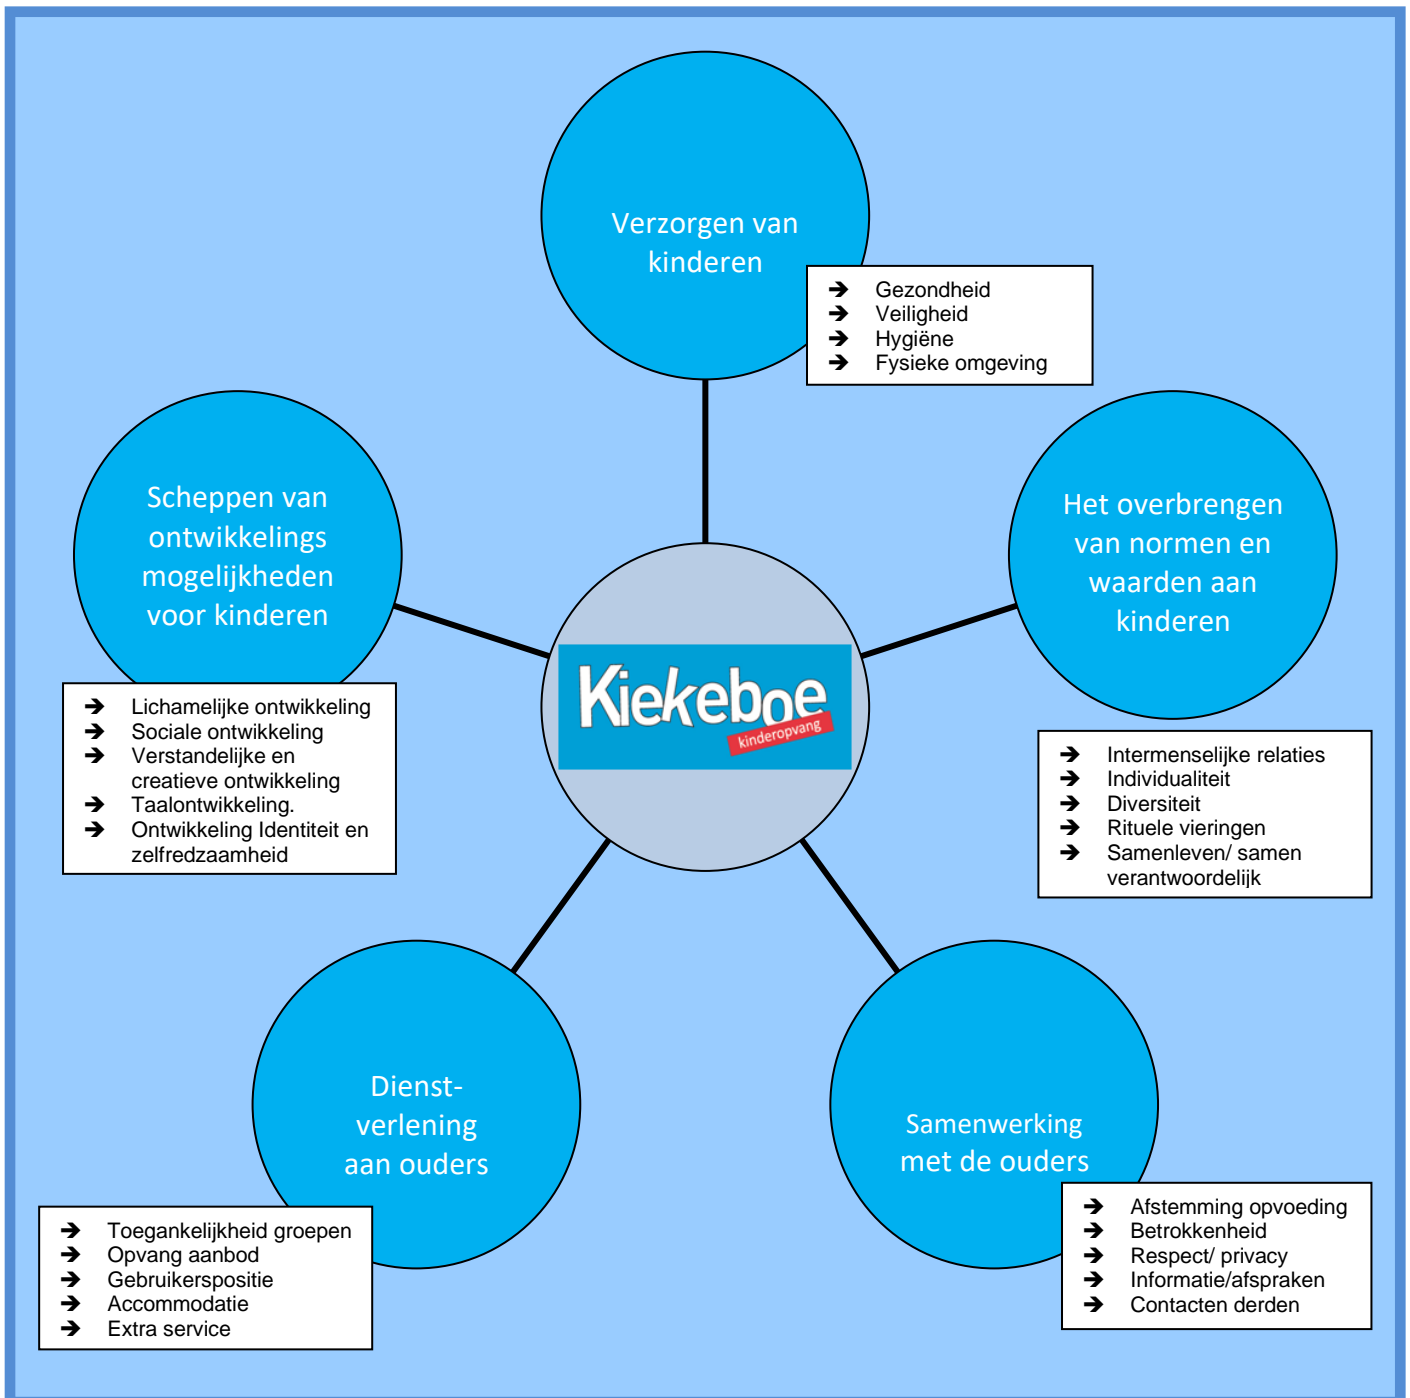 Verzorgen van
kinderen
➔ Gezondheid
➔ Veiligheid
➔ Hygiëne
➔ Fysieke omgeving
Scheppen van
ontwikkelings
mogelijkheden
voor kinderen
➔ Lichamelijke ontwikkeling
➔ Sociale ontwikkeling
➔ Verstandelijke en
creatieve ontwikkeling
➔ Taalontwikkeling.
➔ Ontwikkeling Identiteit en
zelfredzaamheid
Het overbrengen
van normen en
waarden aan
kinderen
➔ Intermenselijke relaties
➔ Individualiteit
➔ Diversiteit
➔ Rituele vieringen
➔ Samenleven/ samen
verantwoordelijk
Kiekeboe
kinderopvang
Dienst-
verlening
aan ouders
➔ Toegankelijkheid groepen
➔ Opvang aanbod
➔ Gebruikerspositie
➔ Accommodatie
➔ Extra service
Samenwerking
met de ouders
➔ Afstemming opvoeding
➔ Betrokkenheid
➔ Respect/ privacy
➔ Informatie/afspraken
➔ Contacten derden